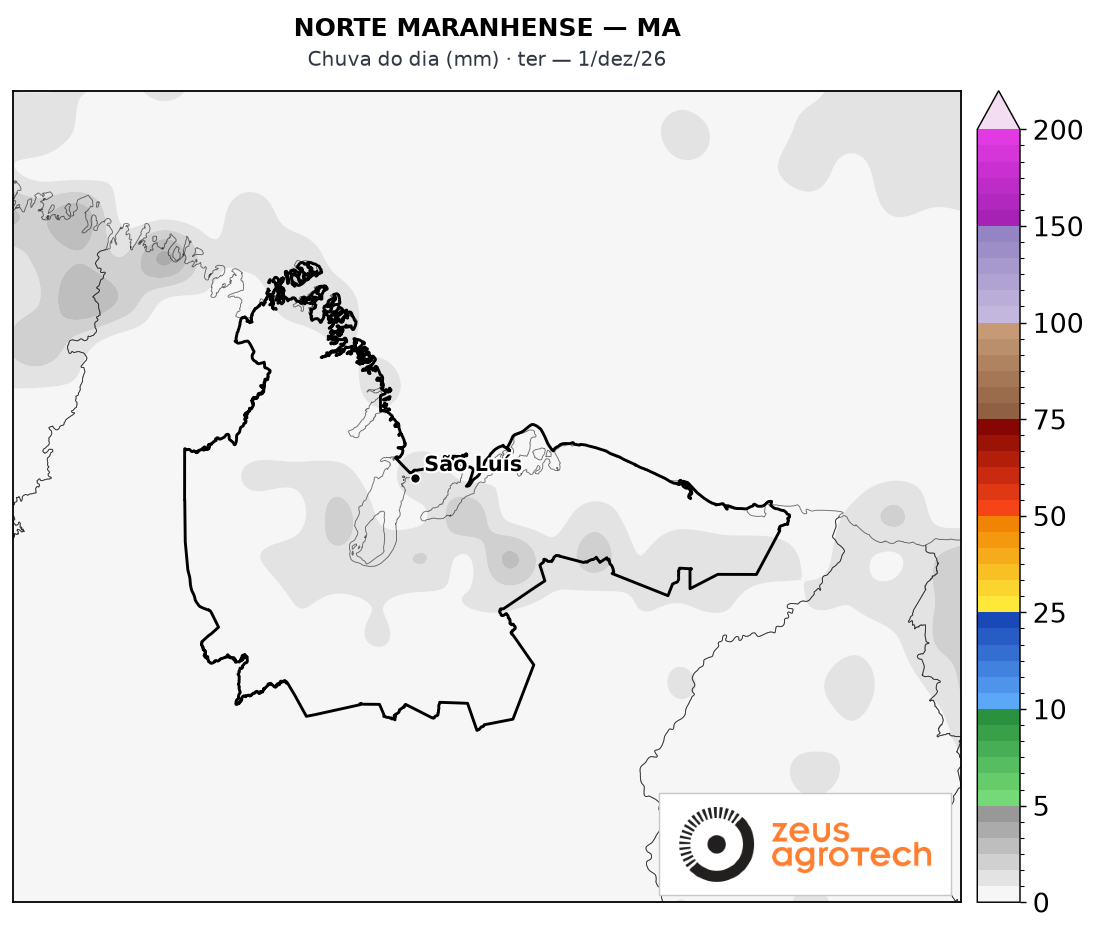 NORTE MARANHENSE — MA
Chuva do dia (mm) · ter — 1/dez/26
200
150
100
75
50
25
10
5
0
São Luís
zeus
agrotech